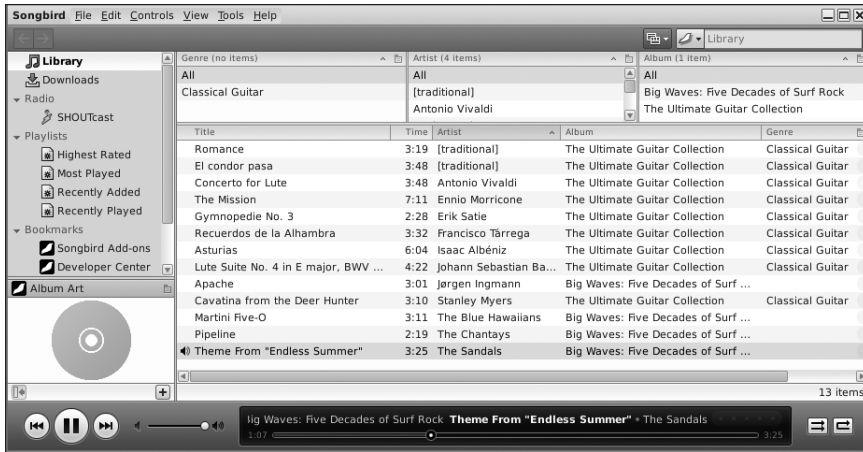 Songbird File Edit Controls View Tools Help
Library
Library
Downloads
Radio
SHOUTcast
Playlists
Highest Rated
Most Played
Recently Added
Recently Played
Bookmarks
Songbird Add-ons
Developer Center
Album Art
Genre (no items) Artist (4 items) Album (1 item)
All All All
Classical Guitar [traditional] Big Waves: Five Decades of Surf Rock
Antonio Vivaldi The Ultimate Guitar Collection
Title Time Artist Album Genre
Romance 3:19 [traditional] The Ultimate Guitar Collection Classical Guitar
El condor pasa 3:48 [traditional] The Ultimate Guitar Collection Classical Guitar
Concerto for Lute 3:48 Antonio Vivaldi The Ultimate Guitar Collection Classical Guitar
The Mission 7:11 Ennio Morricone The Ultimate Guitar Collection Classical Guitar
Gymnopedie No. 3 2:28 Erik Satie The Ultimate Guitar Collection Classical Guitar
Recuerdos de la Alhambra 3:32 Francisco Tárrega The Ultimate Guitar Collection Classical Guitar
Asturias 6:04 Isaac Albéniz The Ultimate Guitar Collection Classical Guitar
Lute Suite No. 4 in E major, BWV ... 4:22 Johann Sebastian Ba... The Ultimate Guitar Collection Classical Guitar
Apache 3:01 Jørgen Ingmann Big Waves: Five Decades of Surf ...
Cavatina from the Deer Hunter 3:10 Stanley Myers The Ultimate Guitar Collection Classical Guitar
Martini Five-O 3:11 The Blue Hawaiians Big Waves: Five Decades of Surf ...
Pipeline 2:19 The Chantays Big Waves: Five Decades of Surf ...
Theme From "Endless Summer" 3:25 The Sandals Big Waves: Five Decades of Surf ...
13 items
Waves: Five Decades of Surf Rock Theme From "Endless Summer" • The Sandals
1:07 3:25